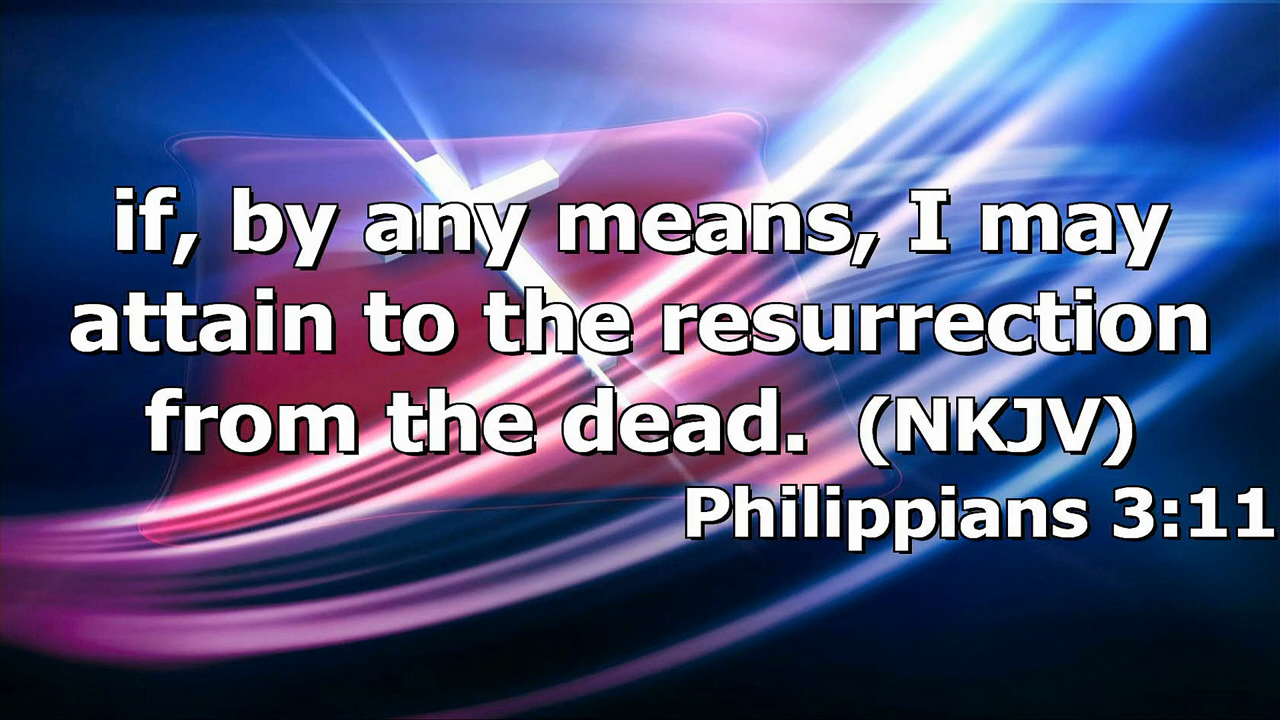 if, by any means, I may
attain to the resurrection
from the dead. (NKJV)
Philippians 3:11